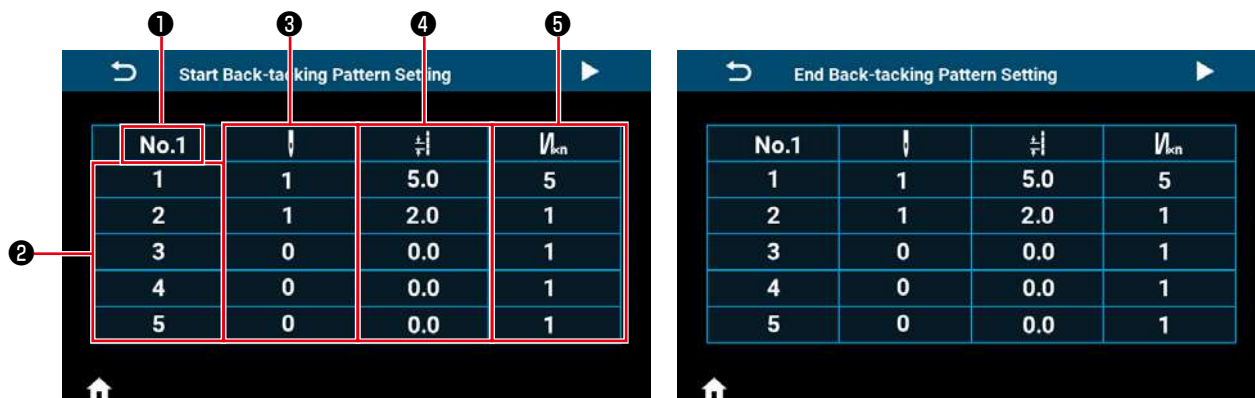 ❶ ❸ ❹ ❺
Start Back-tacking Pattern Setting
No.1 ×n
1 1 5.0 5
❷
2 1 2.0 1
3 0 0.0 1
4 0 0.0 1
5 0 0.0 1
End Back-tacking Pattern Setting
No.1 ×n
1 1 5.0 5
2 1 2.0 1
3 0 0.0 1
4 0 0.0 1
5 0 0.0 1